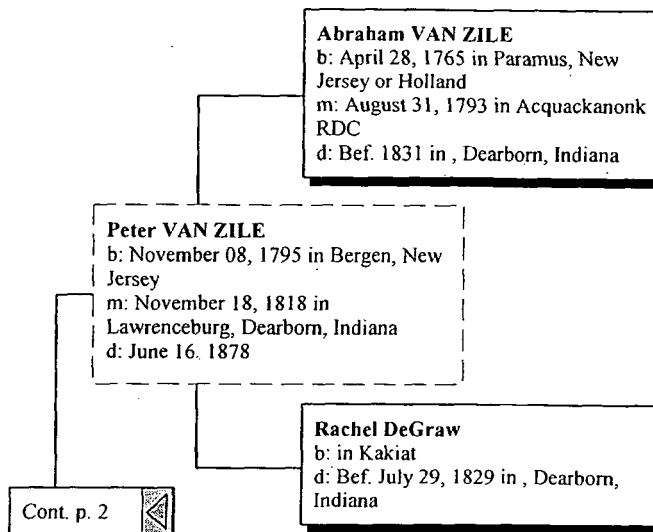 Abraham VAN ZILE
b: April 28, 1765 in Paramus, New
Jersey or Holland
m: August 31, 1793 in Acquackanonk
RDC
d: Bef. 1831 in , Dearborn, Indiana
Peter VAN ZILE
b: November 08, 1795 in Bergen, New
Jersey
m: November 18, 1818 in
Lawrenceburg, Dearborn, Indiana
d: June 16. 1878
Rachel DeGraw
b: in Kakiat
d: Bef. July 29, 1829 in , Dearborn,
Indiana
Cont. p. 2